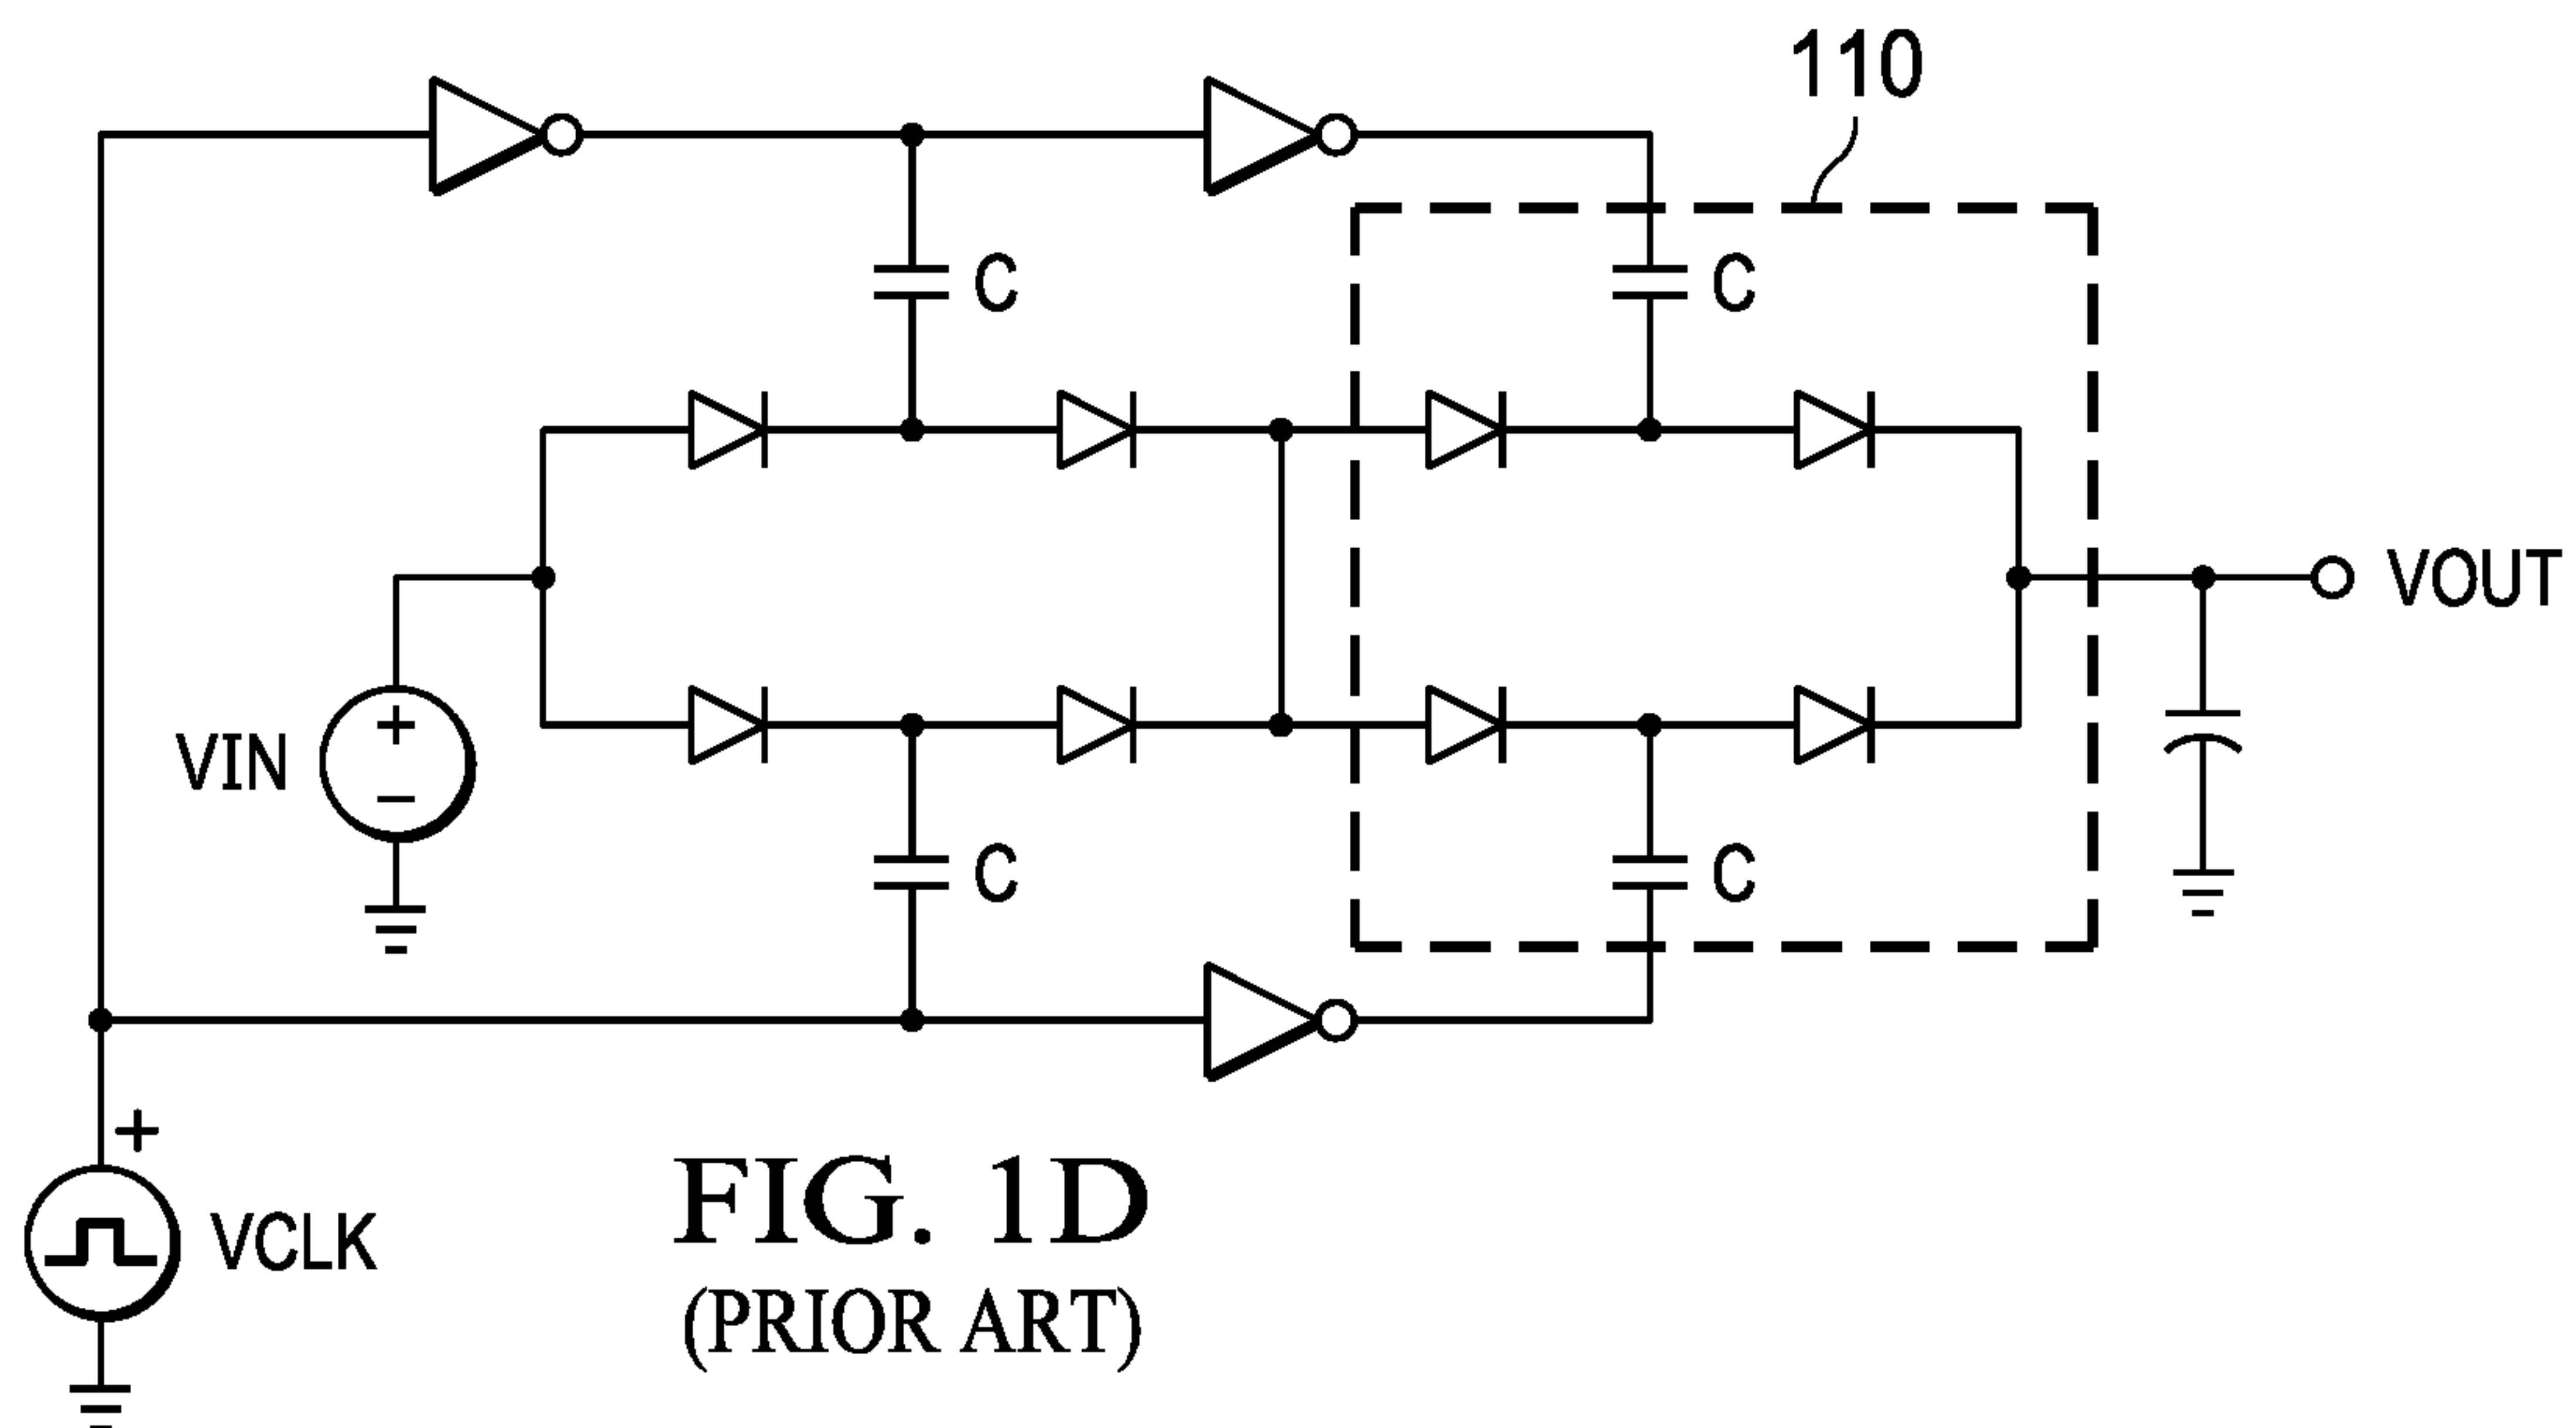 110
C
C
VOUT
VIN
+
−
C
C
+
VCLK
FIG. 1D
(PRIOR ART)